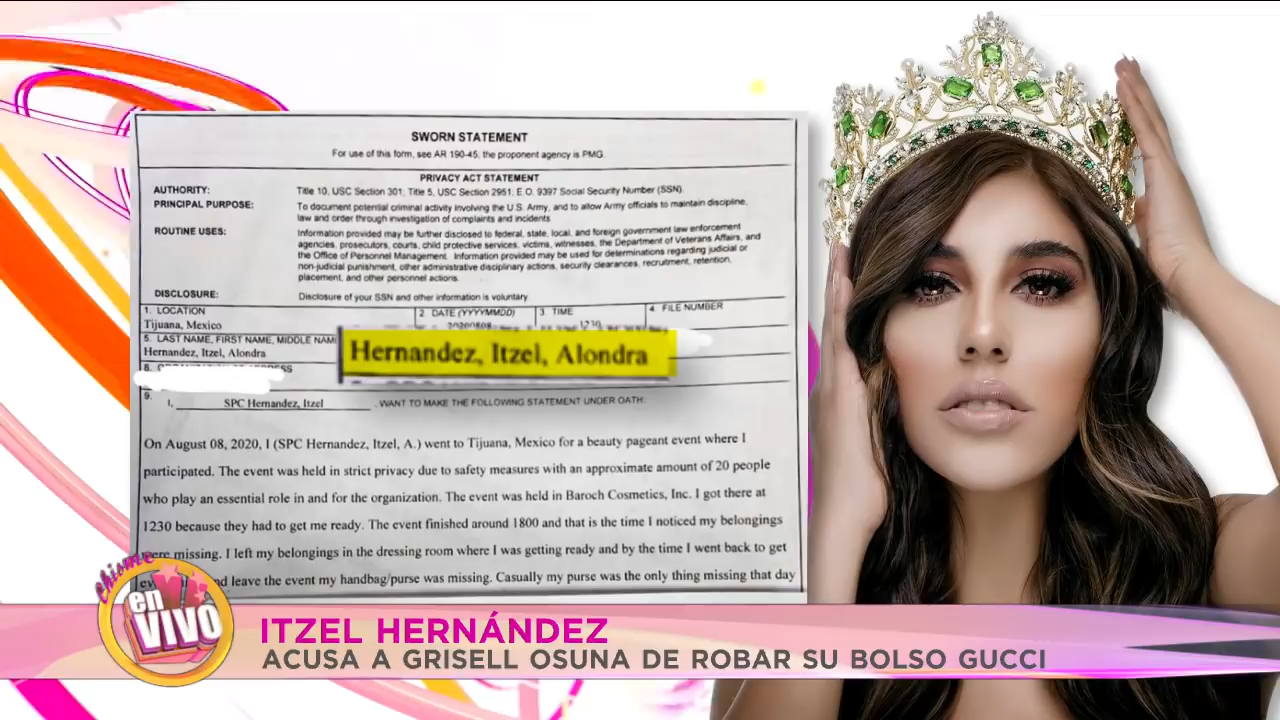 SWORN STATEMENT
For use of this form, see AR 190-45, the proponent agency is PMG.
PRIVACY ACT STATEMENT
AUTHORITY: Title 10, USC Section 301; Title 5, USC Section 2951; E.O. 9397 Social Security Number (SSN).
PRINCIPAL PURPOSE: To document potential criminal activity involving the U.S. Army, and to allow Army officials to maintain discipline,
law and order through investigation of complaints and incidents
ROUTINE USES: Information provided may be further disclosed to federal, state, local, and foreign government law enforcement
agencies, prosecutors, courts, child protective services, victims, witnesses, the Department of Veterans Affairs, and
the Office of Personnel Management. Information provided may be used for determinations regarding judicial or
non-judicial punishment, other administrative disciplinary actions, security clearances, recruitment, retention,
placement, and other personnel actions.
DISCLOSURE: Disclosure of your SSN and other information is voluntary
1. LOCATION 2. DATE (YYYYMMDD) 3. TIME 4. FILE NUMBER
Tijuana, Mexico 1230
5. LAST NAME, FIRST NAME, MIDDLE NAM
Hernandez, Itzel, Alondra
Hernandez, Itzel, Alondra
8.
9.
I, SPC Hernandez, Itzel , WANT TO MAKE THE FOLLOWING STATEMENT UNDER OATH:
On August 08, 2020, I (SPC Hernandez, Itzel, A.) went to Tijuana, Mexico for a beauty pageant event where I
participated. The event was held in strict privacy due to safety measures with an approximate amount of 20 people
who play an essential role in and for the organization. The event was held in Baroch Cosmetics, Inc. I got there at
1230 because they had to get me ready. The event finished around 1800 and that is the time I noticed my belongings
were missing. I left my belongings in the dressing room where I was getting ready and by the time I went back to get
leave the event my handbag/purse was missing. Casually my purse was the only thing missing that day
chisme
en
VIVO
ITZEL HERNÁNDEZ
ACUSA A GRISELL OSUNA DE ROBAR SU BOLSO GUCCI